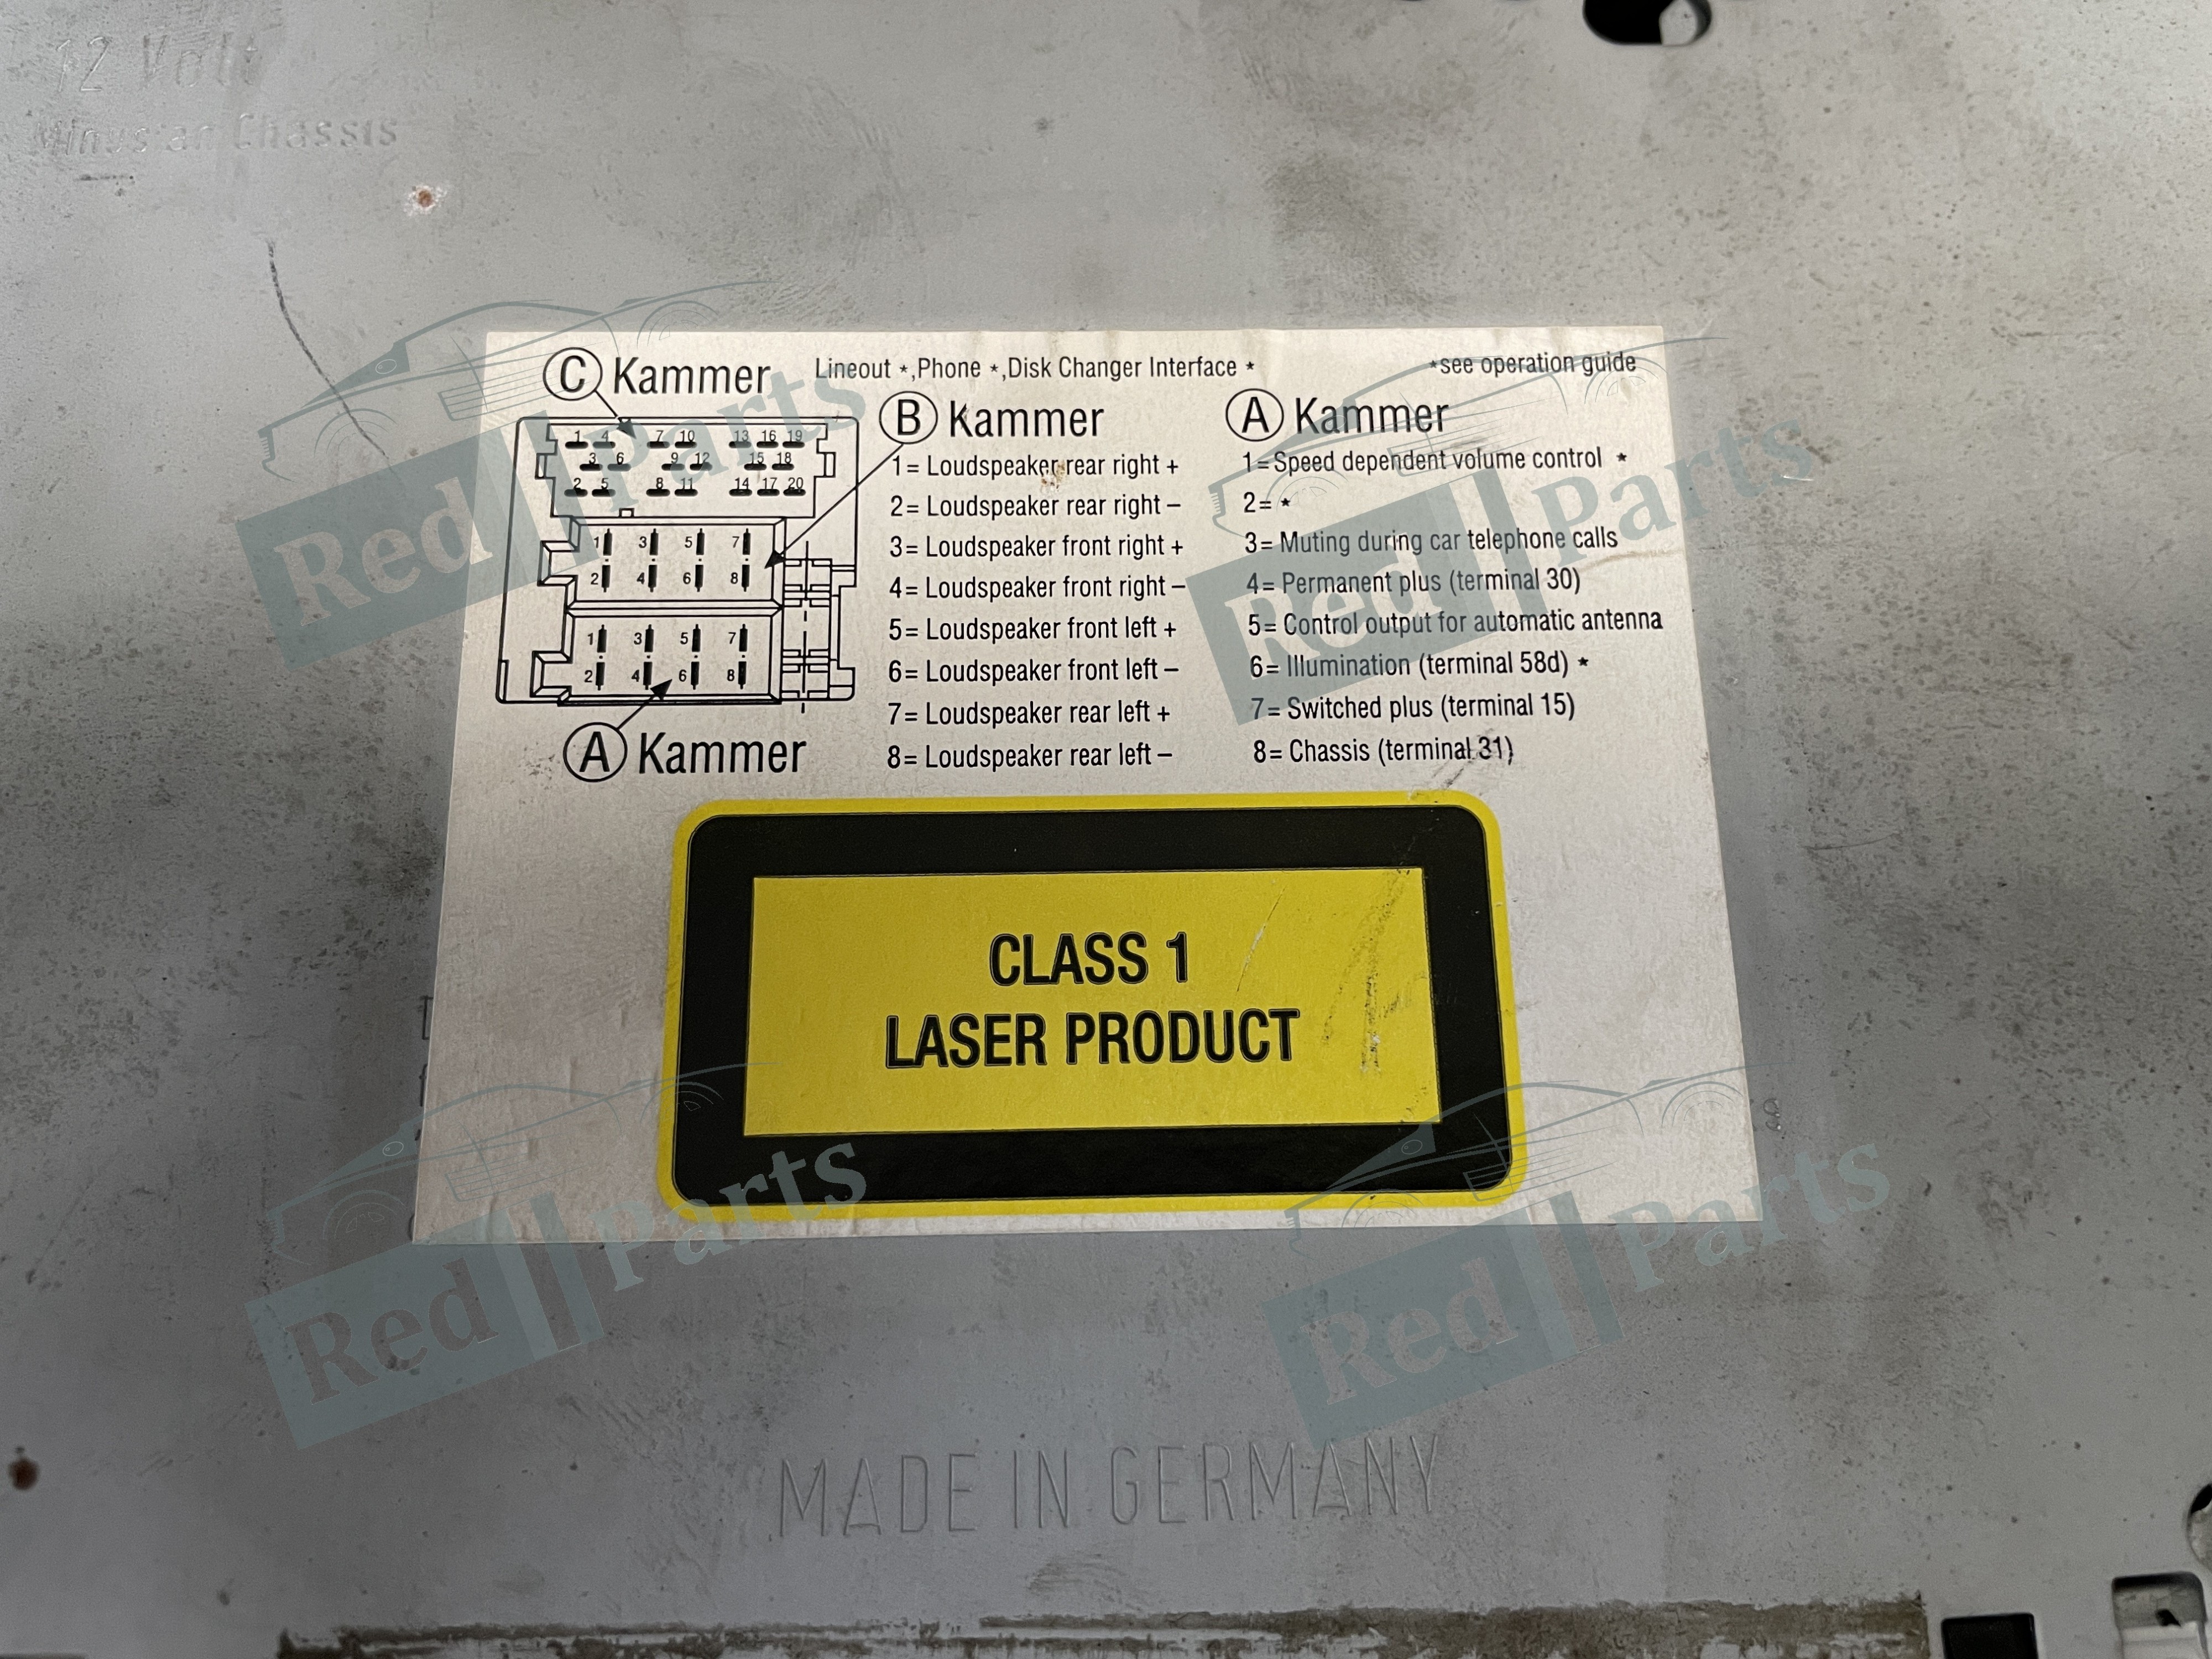 12 Volt
Minus an Chassis
C Kammer
Lineout *,Phone *,Disk Changer Interface *
*see operation guide
1 4 7 10 13 16 19
3 6 9 12 15 18
2 5 8 11 14 17 20
1 3 5 7
2 4 6 8
1 3 5 7
2 4 6 8
A Kammer
B Kammer
1= Loudspeaker rear right +
2= Loudspeaker rear right –
3= Loudspeaker front right +
4= Loudspeaker front right –
5= Loudspeaker front left +
6= Loudspeaker front left –
7= Loudspeaker rear left +
8= Loudspeaker rear left –
A Kammer
1=Speed dependent volume control *
2= *
3= Muting during car telephone calls
4= Permanent plus (terminal 30)
5= Control output for automatic antenna
6= Illumination (terminal 58d) *
7= Switched plus (terminal 15)
8= Chassis (terminal 31)
CLASS 1
LASER PRODUCT
MADE IN GERMANY
Red Parts
Red Parts
Red Parts
Red Parts